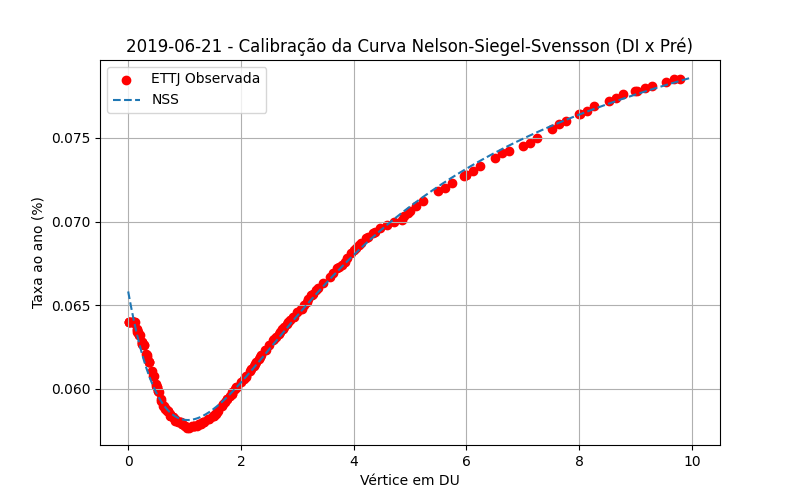 2019-06-21 - Calibração da Curva Nelson-Siegel-Svensson (DI x Pré)
ETTJ Observada
NSS
Taxa ao ano (%)
0.075
0.070
0.065
0.060
0 2 4 6 8 10
Vértice em DU